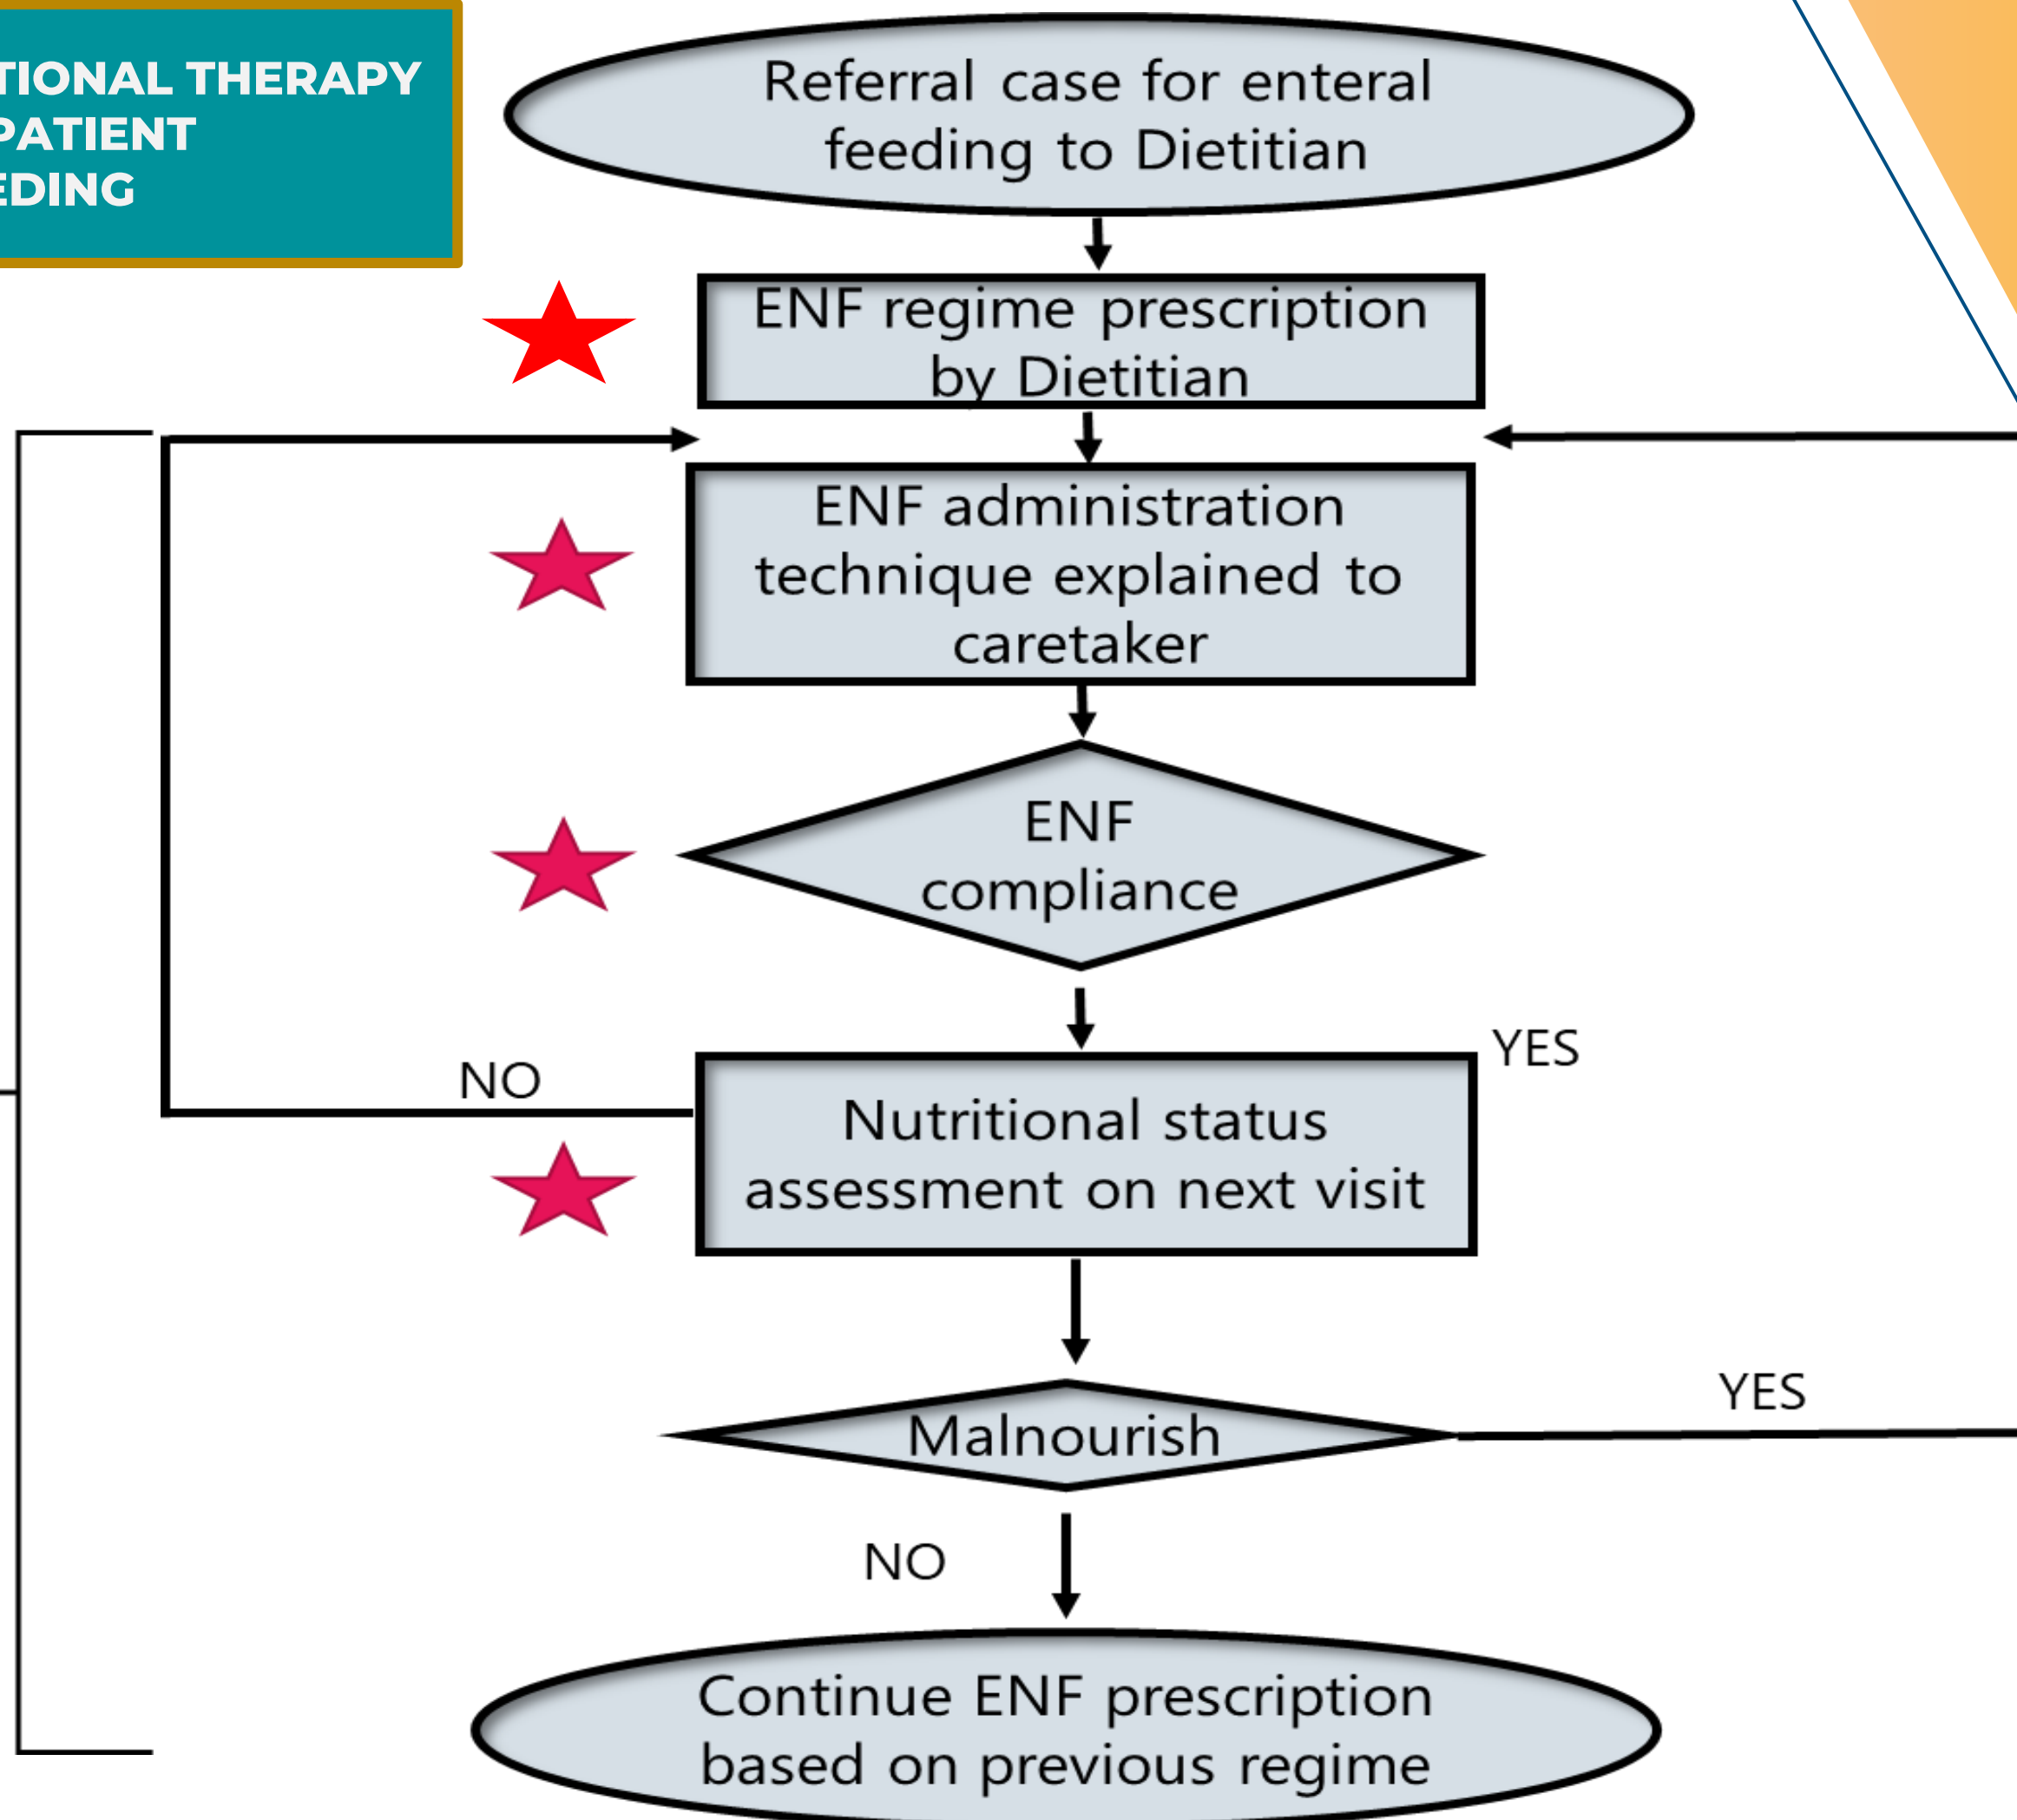 TIONAL THERAPY
PATIENT
EDING
Referral case for enteral
feeding to Dietitian
ENF regime prescription
by Dietitian
ENF administration
technique explained to
caretaker
ENF
compliance
YES
NO
Nutritional status
assessment on next visit
Malnourish
YES
NO
Continue ENF prescription
based on previous regime